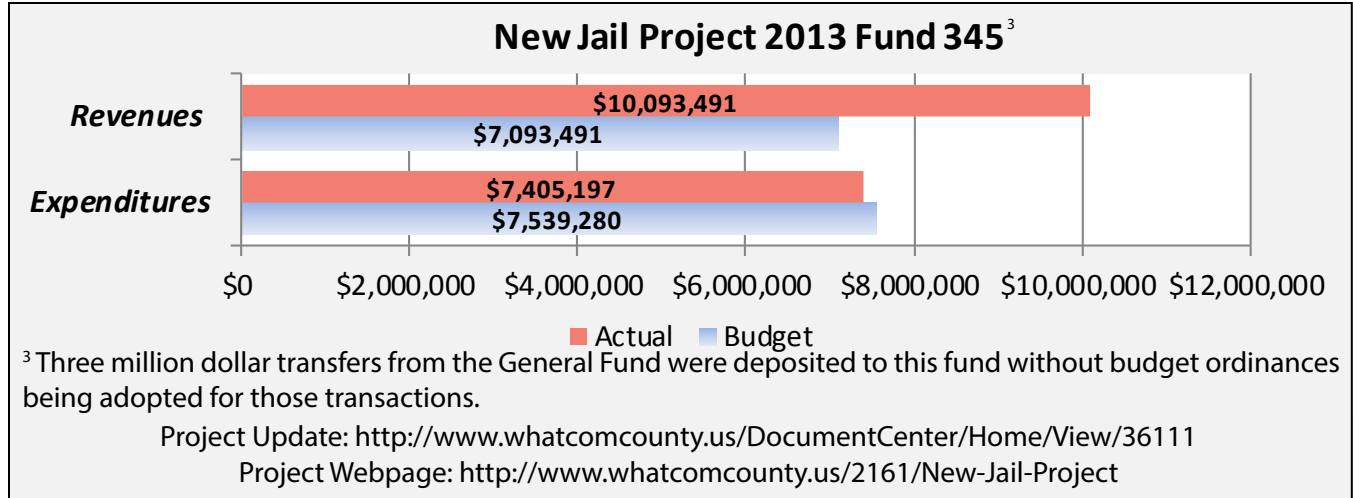 New Jail Project 2013 Fund 345³
Revenues
$10,093,491
$7,093,491
Expenditures
$7,405,197
$7,539,280
$0 $2,000,000 $4,000,000 $6,000,000 $8,000,000 $10,000,000 $12,000,000
Actual Budget
³ Three million dollar transfers from the General Fund were deposited to this fund without budget ordinances
being adopted for those transactions.
Project Update: http://www.whatcomcounty.us/DocumentCenter/Home/View/36111
Project Webpage: http://www.whatcomcounty.us/2161/New-Jail-Project